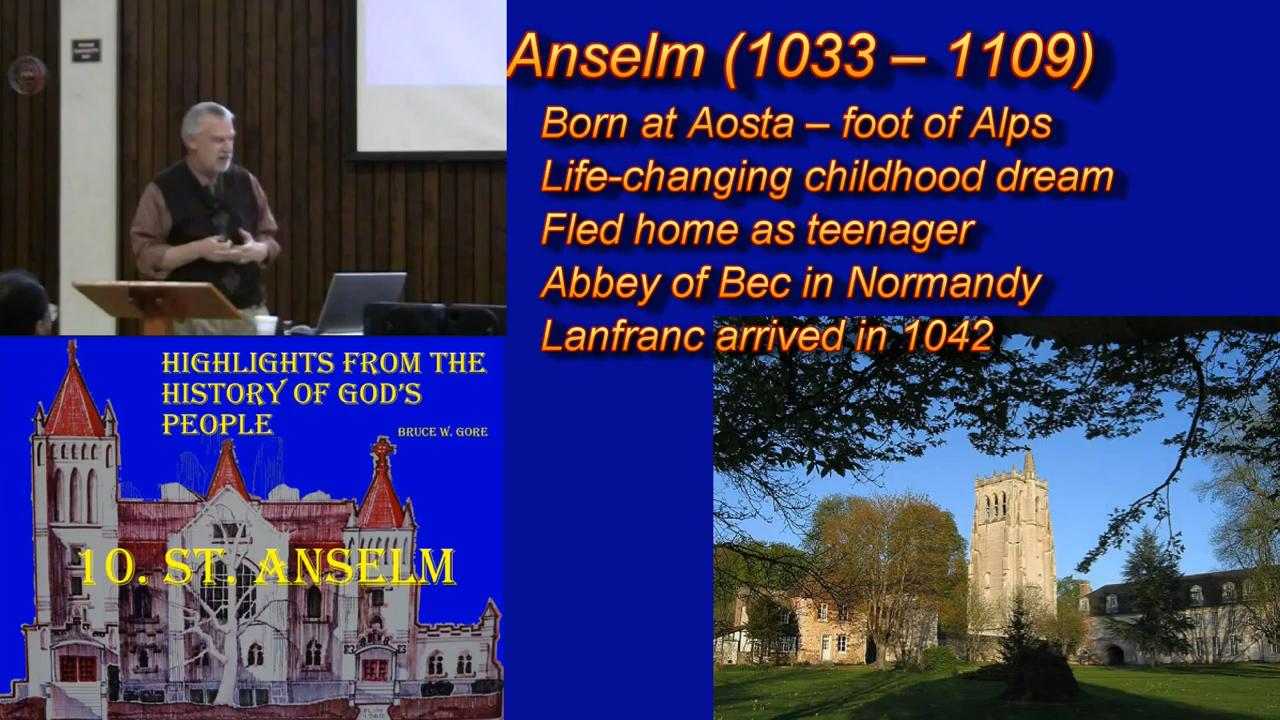 Anselm (1033 – 1109)
Born at Aosta – foot of Alps
Life-changing childhood dream
Fled home as teenager
Abbey of Bec in Normandy
Lanfranc arrived in 1042
HIGHLIGHTS FROM THE
HISTORY OF GOD'S
PEOPLE
BRUCE W. GORE
10. ST. ANSELM